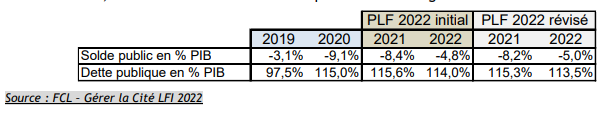 PLF 2022 initial PLF 2022 révisé
2019 2020 2021 2022 2021 2022
Solde public en % PIB -3,1% -9,1% -8,4% -4,8% -8,2% -5,0%
Dette publique en % PIB 97,5% 115,0% 115,6% 114,0% 115,3% 113,5%
Source : FCL - Gérer la Cité LFI 2022